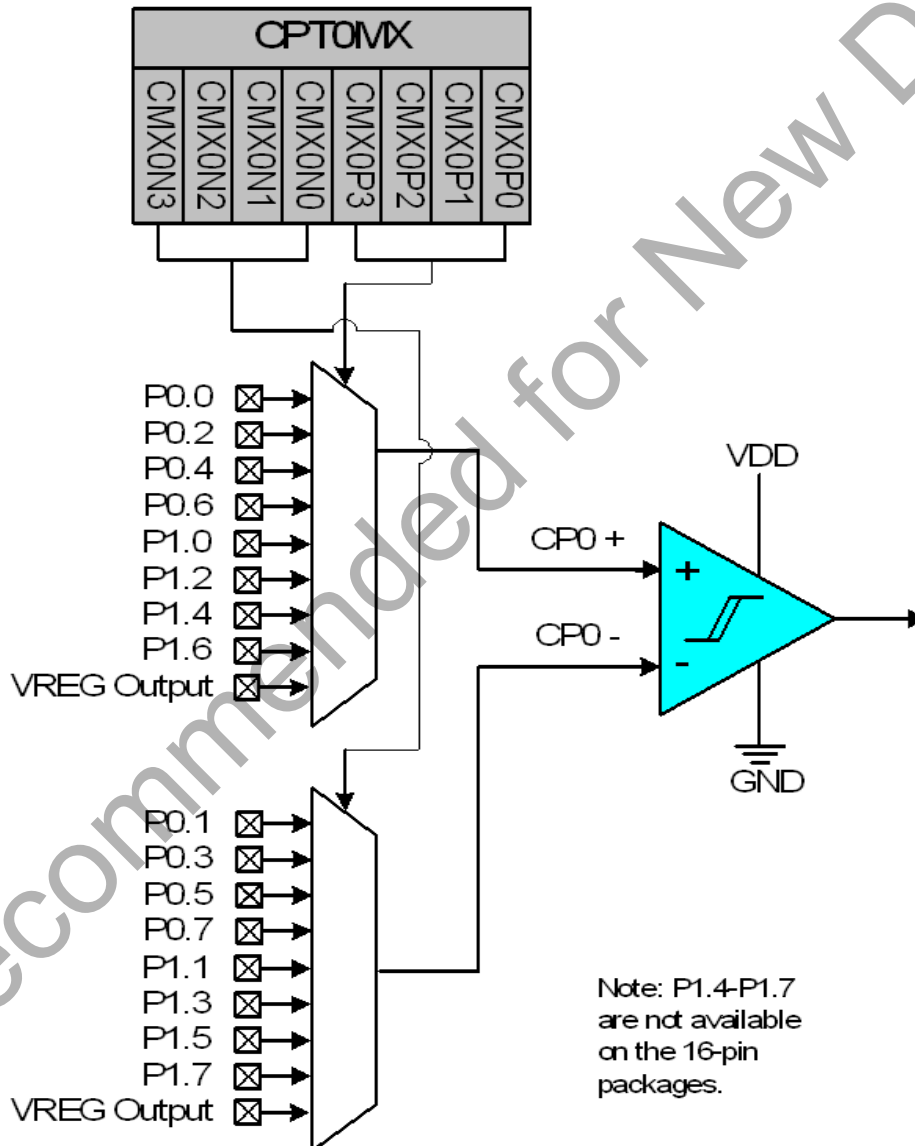 CPT0MX
CMX0N3
CMX0N2
CMX0N1
CMX0N0
CMX0P3
CMX0P2
CMX0P1
CMX0P0
P0.0
P0.2
P0.4
P0.6
P1.0
P1.2
P1.4
P1.6
VREG Output
P0.1
P0.3
P0.5
P0.7
P1.1
P1.3
P1.5
P1.7
VREG Output
CP0 +
CP0 -
+
-
VDD
GND
Note: P1.4-P1.7
are not available
on the 16-pin
packages.
ecommended for New D